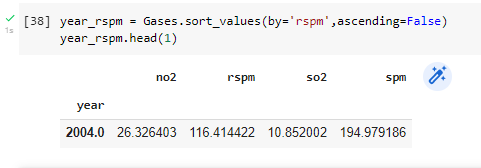 [38] year_rspm = Gases.sort_values(by='rspm',ascending=False)
1s year_rspm.head(1)
no2 rspm so2 spm
year
2004.0 26.326403 116.414422 10.852002 194.979186